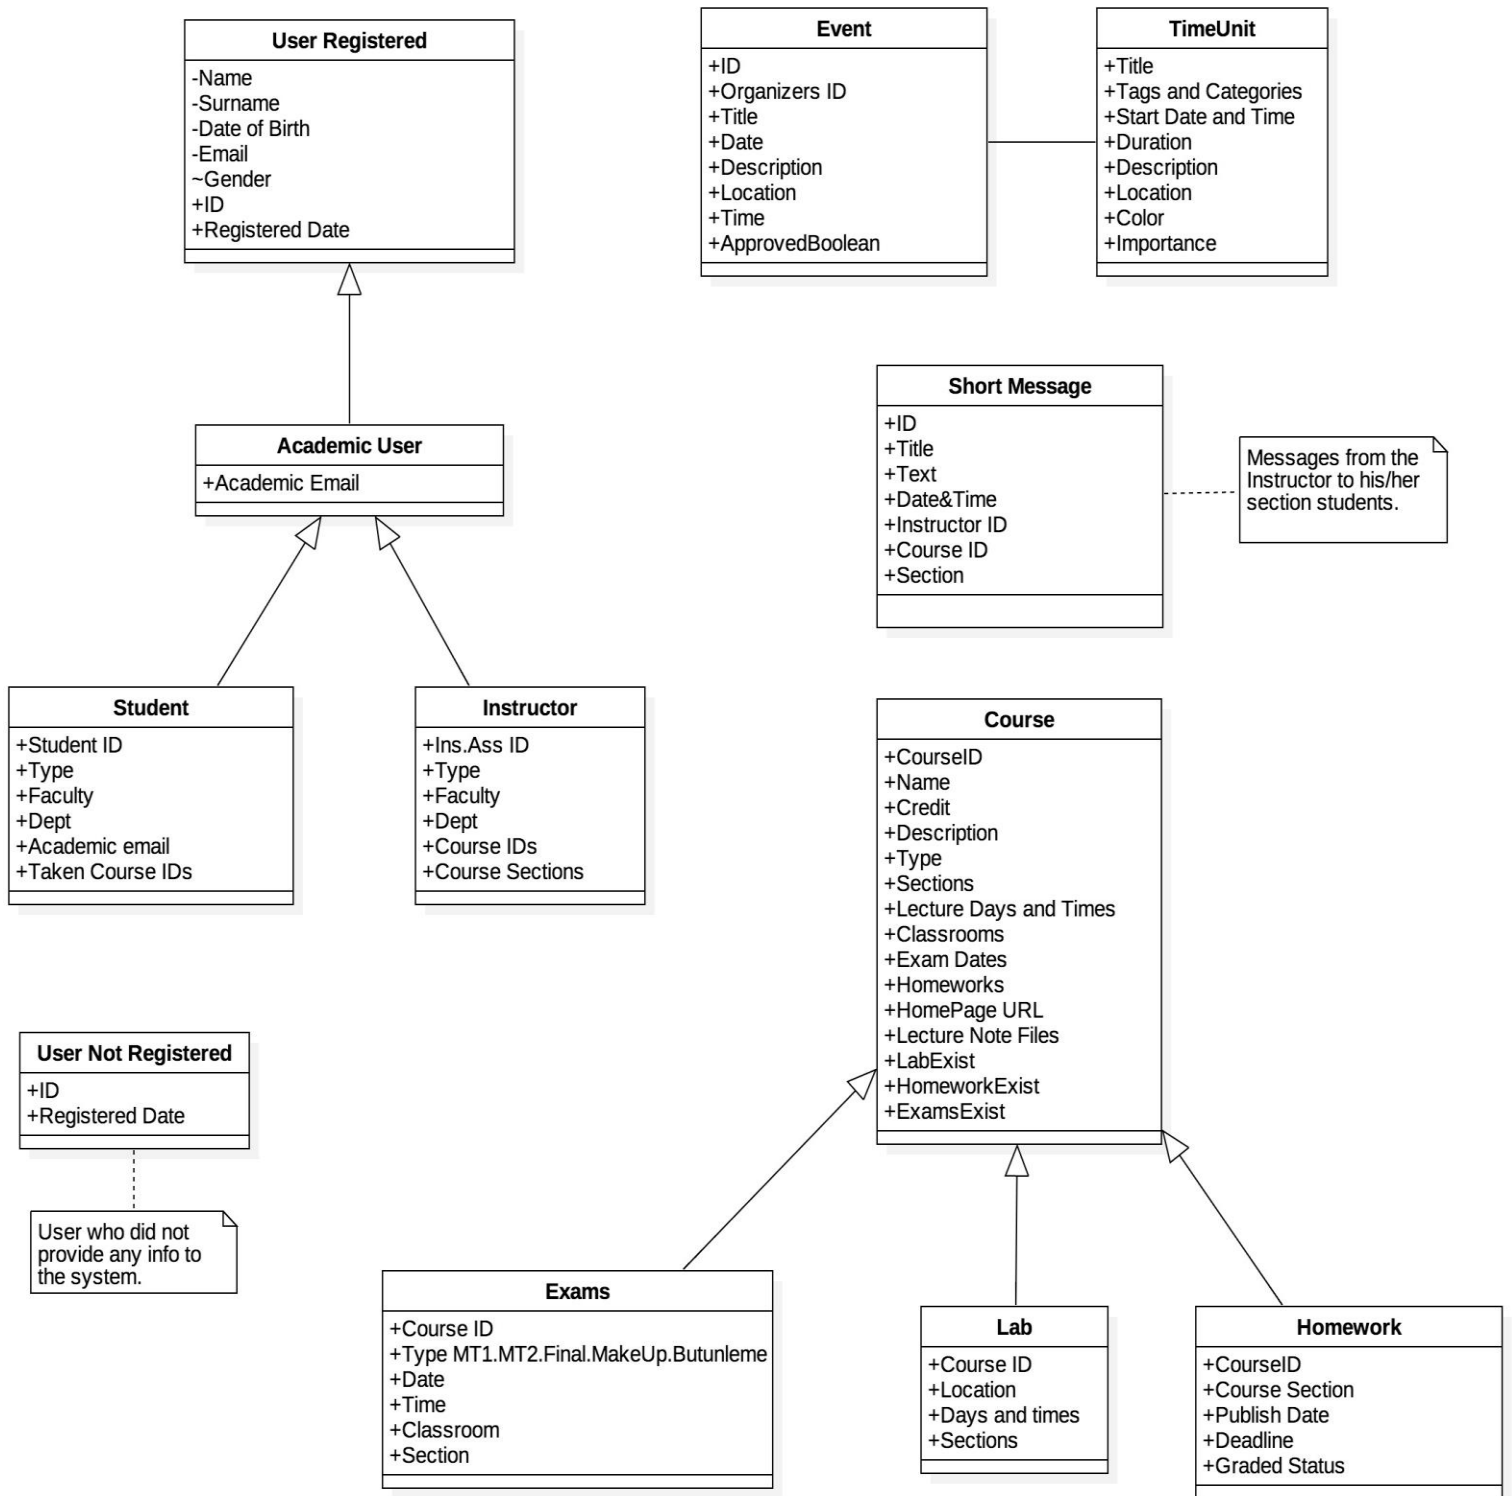 User Registered
-Name
-Surname
-Date of Birth
-Email
~Gender
+ID
+Registered Date
Event
+ID
+Organizers ID
+Title
+Date
+Description
+Location
+Time
+ApprovedBoolean
TimeUnit
+Title
+Tags and Categories
+Start Date and Time
+Duration
+Description
+Location
+Color
+Importance
Academic User
+Academic Email
Short Message
+ID
+Title
+Text
+Date&Time
+Instructor ID
+Course ID
+Section
Messages from the
Instructor to his/her
section students.
Student
+Student ID
+Type
+Faculty
+Dept
+Academic email
+Taken Course IDs
Instructor
+Ins.Ass ID
+Type
+Faculty
+Dept
+Course IDs
+Course Sections
Course
+CourseID
+Name
+Credit
+Description
+Type
+Sections
+Lecture Days and Times
+Classrooms
+Exam Dates
+Homeworks
+HomePage URL
+Lecture Note Files
+LabExist
+HomeworkExist
+ExamsExist
User Not Registered
+ID
+Registered Date
User who did not
provide any info to
the system.
Exams
+Course ID
+Type MT1.MT2.Final.MakeUp.Butunleme
+Date
+Time
+Classroom
+Section
Lab
+Course ID
+Location
+Days and times
+Sections
Homework
+CourseID
+Course Section
+Publish Date
+Deadline
+Graded Status